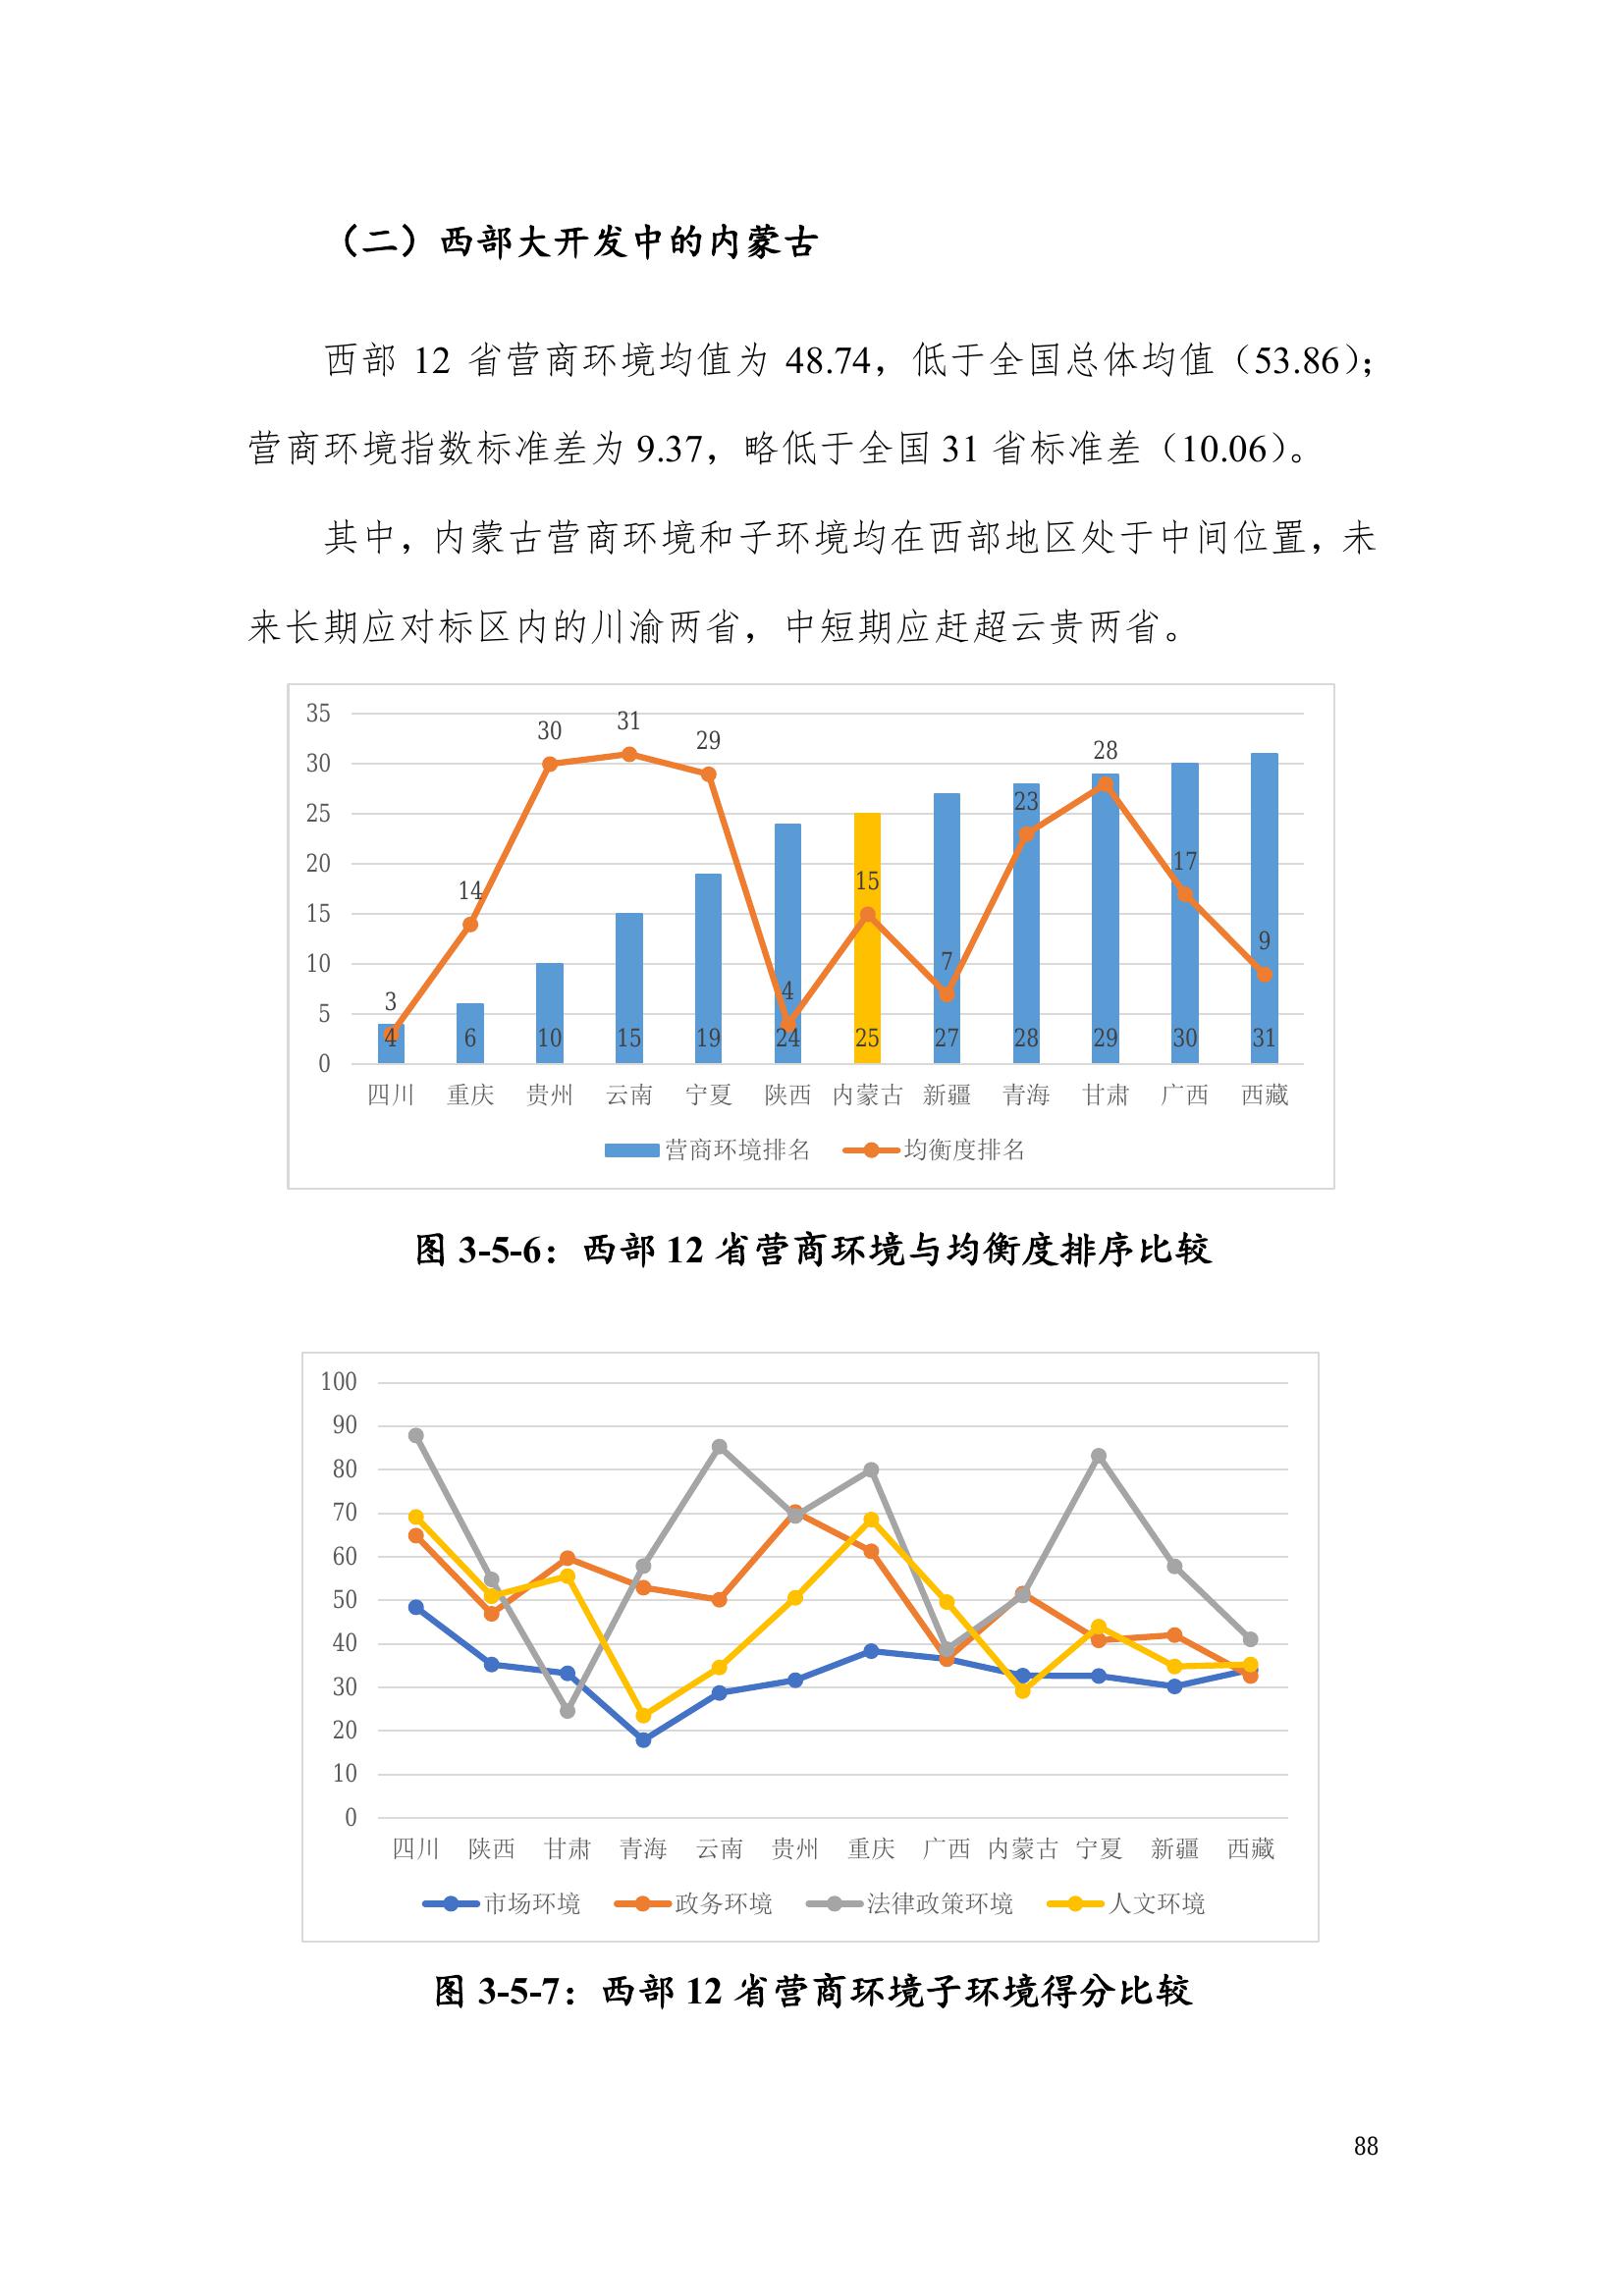 （二）西部大开发中的内蒙古
西部 12 省营商环境均值为 48.74，低于全国总体均值（53.86）；
营商环境指数标准差为 9.37，略低于全国 31 省标准差（10.06）。
其中，内蒙古营商环境和子环境均在西部地区处于中间位置，未
来长期应对标区内的川渝两省，中短期应赶超云贵两省。
35
30
25
20
15
10
5
0
3 14 30 31 29 4 15 7 23 28 17 9
4 6 10 15 19 24 25 27 28 29 30 31
四川 重庆 贵州 云南 宁夏 陕西 内蒙古 新疆 青海 甘肃 广西 西藏
营商环境排名 均衡度排名
图 3-5-6：西部 12 省营商环境与均衡度排序比较
100
90
80
70
60
50
40
30
20
10
0
四川 陕西 甘肃 青海 云南 贵州 重庆 广西 内蒙古 宁夏 新疆 西藏
市场环境 政务环境 法律政策环境 人文环境
图 3-5-7：西部 12 省营商环境子环境得分比较
88